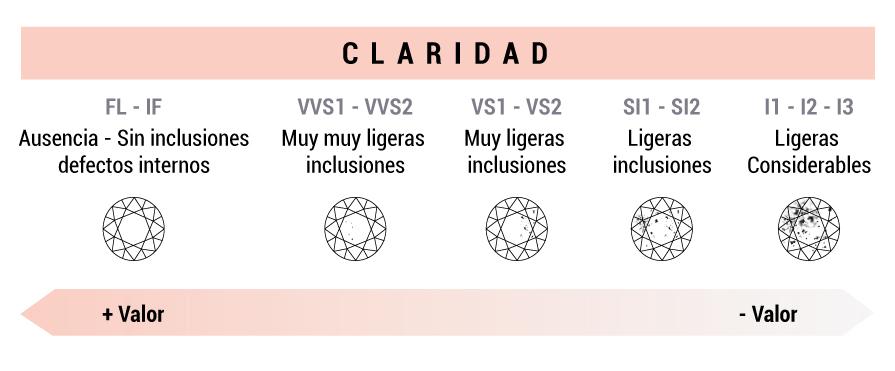 CLARIDAD
FL - IF
Ausencia - Sin inclusiones
defectos internos
VVS1 - VVS2
Muy muy ligeras
inclusiones
VS1 - VS2
Muy ligeras
inclusiones
SI1 - SI2
Ligeras
inclusiones
I1 - I2 - I3
Ligeras
Considerables
+ Valor
- Valor